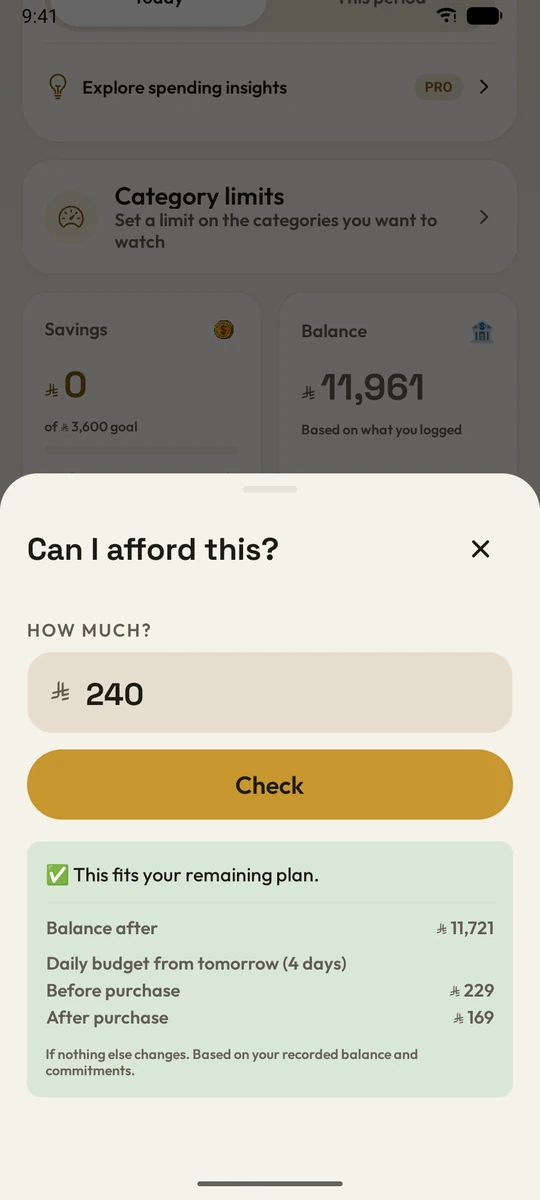 9:41
Today
This period
Explore spending insights
PRO
Category limits
Set a limit on the categories you want to
watch
Savings
0
of 3,600 goal
Balance
11,961
Based on what you logged
Can I afford this?
HOW MUCH?
240
Check
✅ This fits your remaining plan.
Balance after
11,721
Daily budget from tomorrow (4 days)
Before purchase
229
After purchase
169
If nothing else changes. Based on your recorded balance and
commitments.